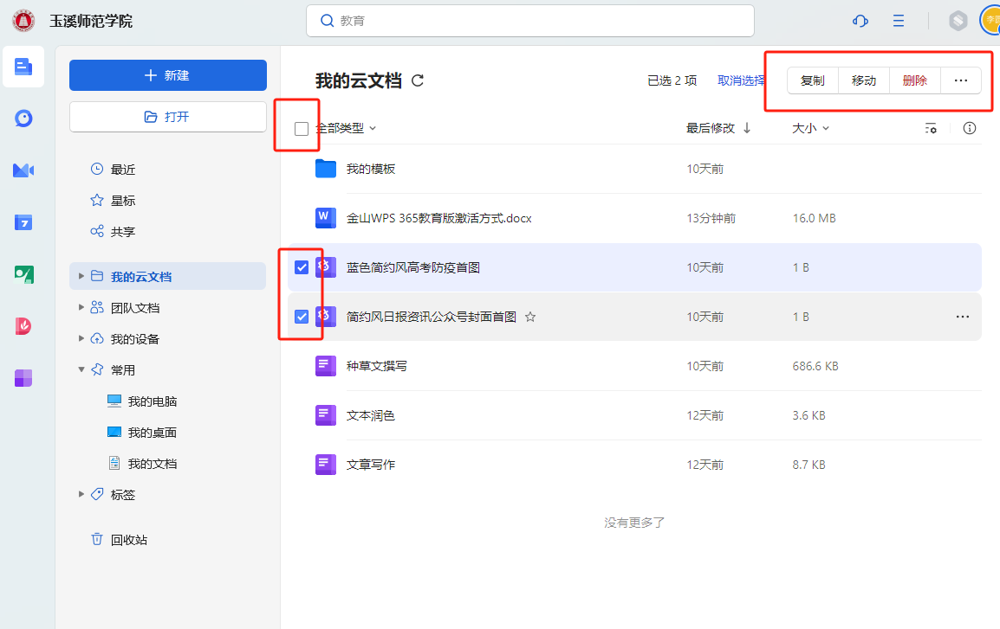 玉溪师范学院
教育
新建
打开
最近
星标
共享
我的云文档
团队文档
我的设备
常用
我的电脑
我的桌面
我的文档
标签
回收站
我的云文档
已选 2 项 取消选择 复制 移动 删除
全部类型 最后修改 大小
我的模板 10天前
金山WPS 365教育版激活方式.docx 13分钟前 16.0 MB
蓝色简约风高考防疫首图 10天前 1 B
简约风日报资讯公众号封面首图 10天前 1 B
种草文撰写 10天前 686.6 KB
文本润色 12天前 3.6 KB
文章写作 12天前 8.7 KB
没有更多了